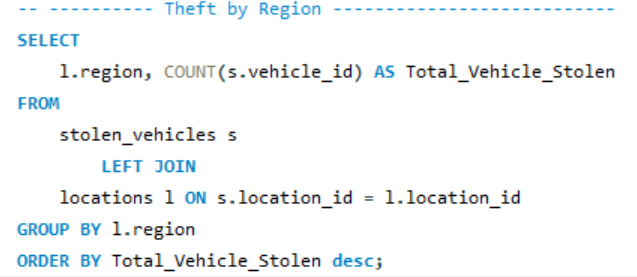 -- ---------- Theft by Region ---------------------------
SELECT
    l.region, COUNT(s.vehicle_id) AS Total_Vehicle_Stolen
FROM
    stolen_vehicles s
        LEFT JOIN
    locations l ON s.location_id = l.location_id
GROUP BY l.region
ORDER BY Total_Vehicle_Stolen desc;